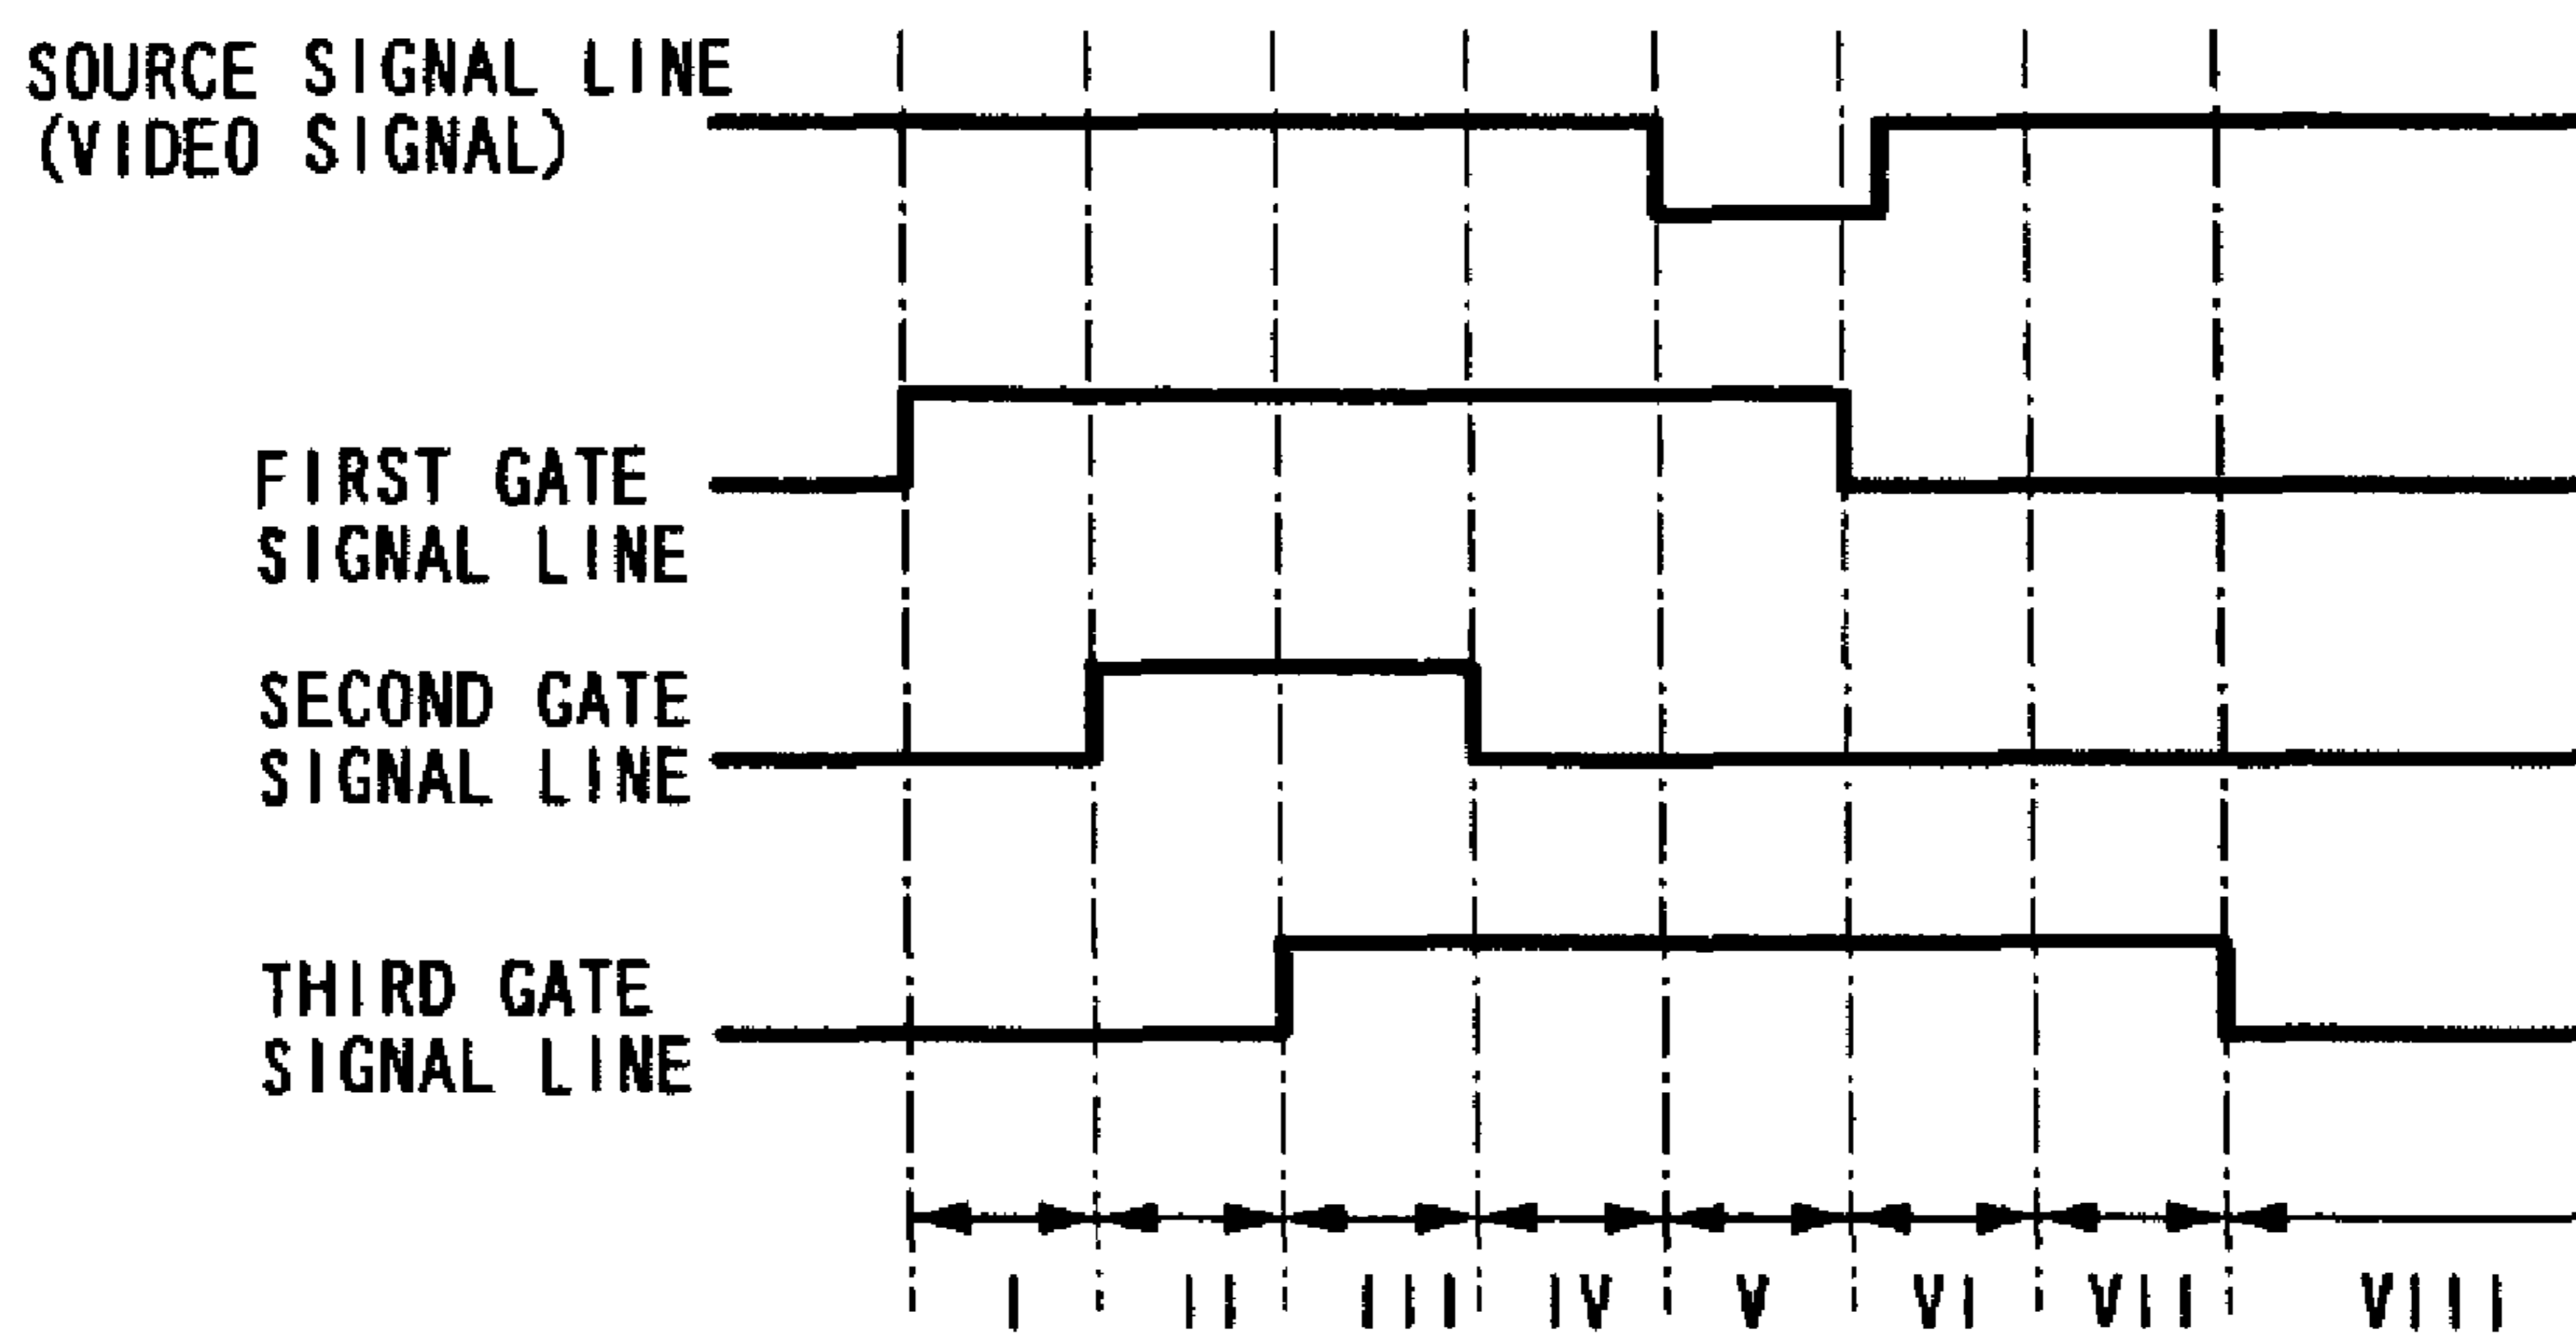 SOURCE SIGNAL LINE
(VIDEO SIGNAL)
FIRST GATE
SIGNAL LINE
SECOND GATE
SIGNAL LINE
THIRD GATE
SIGNAL LINE
I II III IV V VI VII VIII